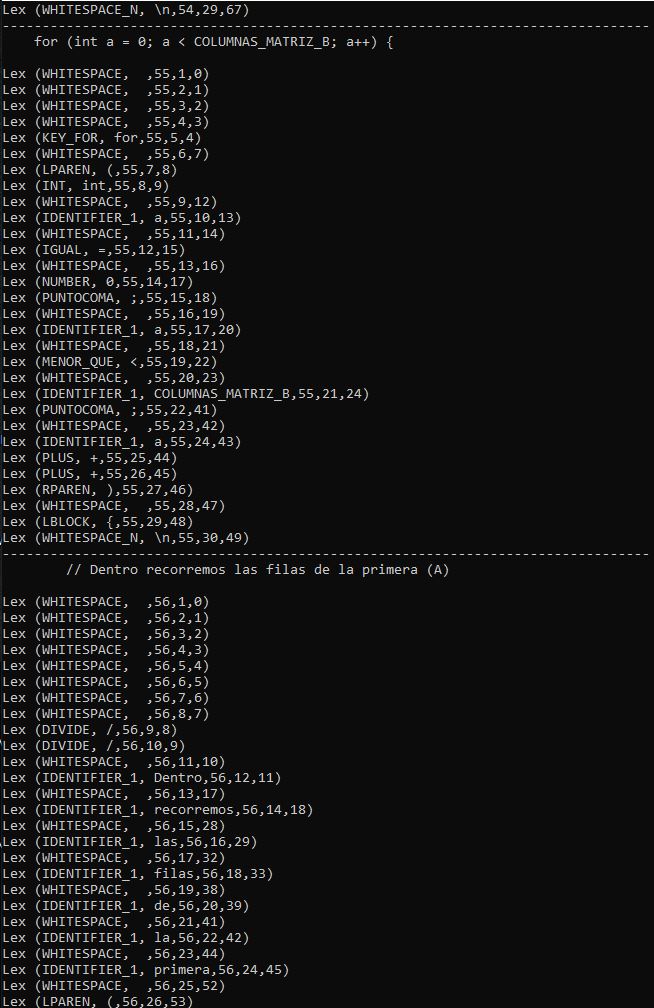 Lex (WHITESPACE_N, \n,54,29,67)
---------------------------------------------------------------------------------
    for (int a = 0; a < COLUMNAS_MATRIZ_B; a++) {
Lex (WHITESPACE,  ,55,1,0)
Lex (WHITESPACE,  ,55,2,1)
Lex (WHITESPACE,  ,55,3,2)
Lex (WHITESPACE,  ,55,4,3)
Lex (KEY_FOR, for,55,5,4)
Lex (WHITESPACE,  ,55,6,7)
Lex (LPAREN, (,55,7,8)
Lex (INT, int,55,8,9)
Lex (WHITESPACE,  ,55,9,12)
Lex (IDENTIFIER_1, a,55,10,13)
Lex (WHITESPACE,  ,55,11,14)
Lex (IGUAL, =,55,12,15)
Lex (WHITESPACE,  ,55,13,16)
Lex (NUMBER, 0,55,14,17)
Lex (PUNTOCOMA, ;,55,15,18)
Lex (WHITESPACE,  ,55,16,19)
Lex (IDENTIFIER_1, a,55,17,20)
Lex (WHITESPACE,  ,55,18,21)
Lex (MENOR_QUE, <,55,19,22)
Lex (WHITESPACE,  ,55,20,23)
Lex (IDENTIFIER_1, COLUMNAS_MATRIZ_B,55,21,24)
Lex (PUNTOCOMA, ;,55,22,41)
Lex (WHITESPACE,  ,55,23,42)
Lex (IDENTIFIER_1, a,55,24,43)
Lex (PLUS, +,55,25,44)
Lex (PLUS, +,55,26,45)
Lex (RPAREN, ),55,27,46)
Lex (WHITESPACE,  ,55,28,47)
Lex (LBLOCK, {,55,29,48)
Lex (WHITESPACE_N, \n,55,30,49)
---------------------------------------------------------------------------------
        // Dentro recorremos las filas de la primera (A)
Lex (WHITESPACE,  ,56,1,0)
Lex (WHITESPACE,  ,56,2,1)
Lex (WHITESPACE,  ,56,3,2)
Lex (WHITESPACE,  ,56,4,3)
Lex (WHITESPACE,  ,56,5,4)
Lex (WHITESPACE,  ,56,6,5)
Lex (WHITESPACE,  ,56,7,6)
Lex (WHITESPACE,  ,56,8,7)
Lex (DIVIDE, /,56,9,8)
Lex (DIVIDE, /,56,10,9)
Lex (WHITESPACE,  ,56,11,10)
Lex (IDENTIFIER_1, Dentro,56,12,11)
Lex (WHITESPACE,  ,56,13,17)
Lex (IDENTIFIER_1, recorremos,56,14,18)
Lex (WHITESPACE,  ,56,15,28)
Lex (IDENTIFIER_1, las,56,16,29)
Lex (WHITESPACE,  ,56,17,32)
Lex (IDENTIFIER_1, filas,56,18,33)
Lex (WHITESPACE,  ,56,19,38)
Lex (IDENTIFIER_1, de,56,20,39)
Lex (WHITESPACE,  ,56,21,41)
Lex (IDENTIFIER_1, la,56,22,42)
Lex (WHITESPACE,  ,56,23,44)
Lex (IDENTIFIER_1, primera,56,24,45)
Lex (WHITESPACE,  ,56,25,52)
Lex (LPAREN, (,56,26,53)